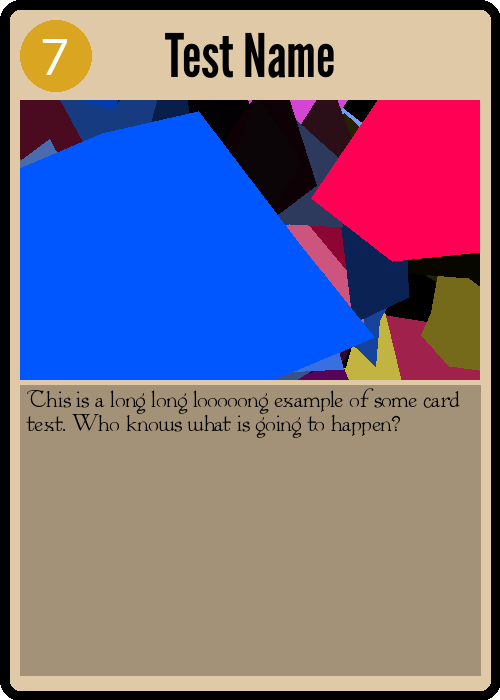 7
Test Name
This is a long long looooong example of some card
text. Who knows what is going to happen?